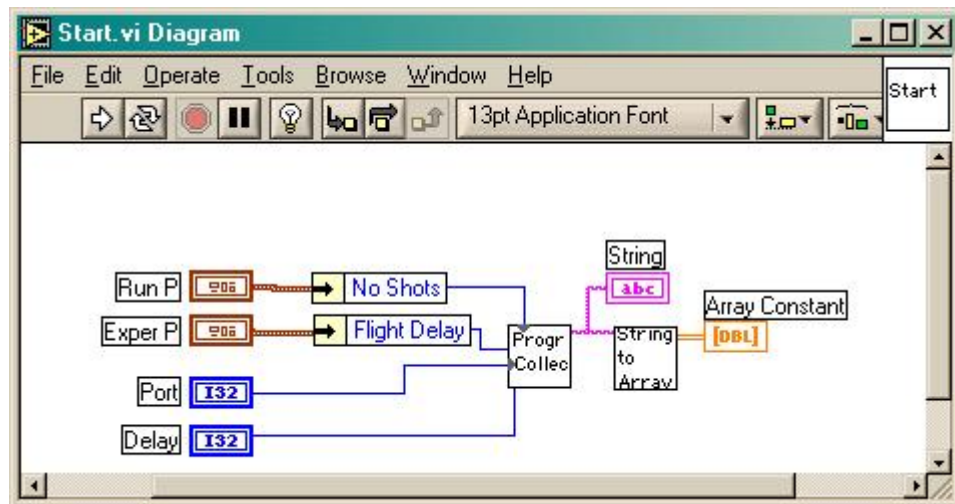 Start.vi Diagram
File Edit Operate Tools Browse Window Help
Start
13pt Application Font
String
abc
Run P
No Shots
Array Constant
Exper P
Flight Delay
Progr
Collec
String
to
Array
[DBL]
Port I32
Delay I32